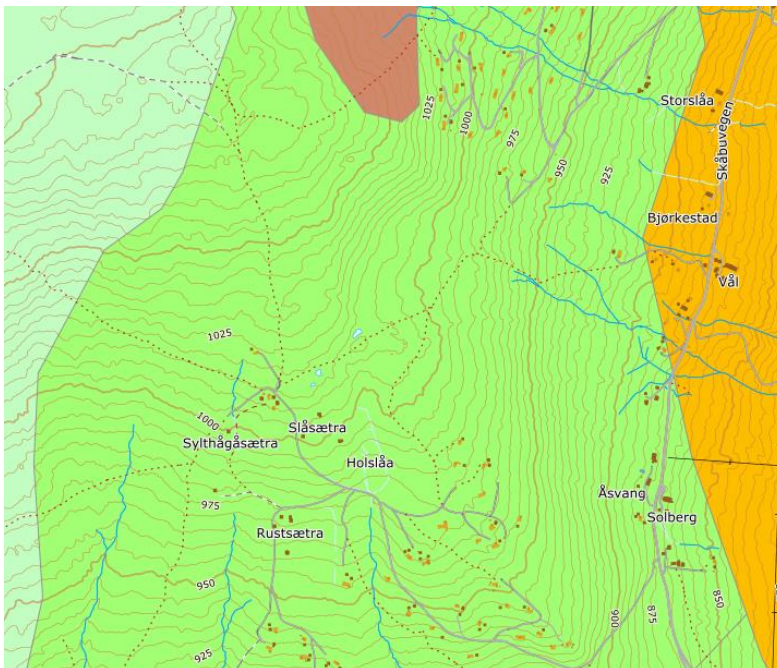 Storslåa
Skåbuvegen
1025
1000
975
950
925
Bjørkestad
Vål
1025
1000
Slåsætra
Sylthågåsætra
Holslåa
975
Åsvang
Solberg
Rustsætra
950
925
900
875
850